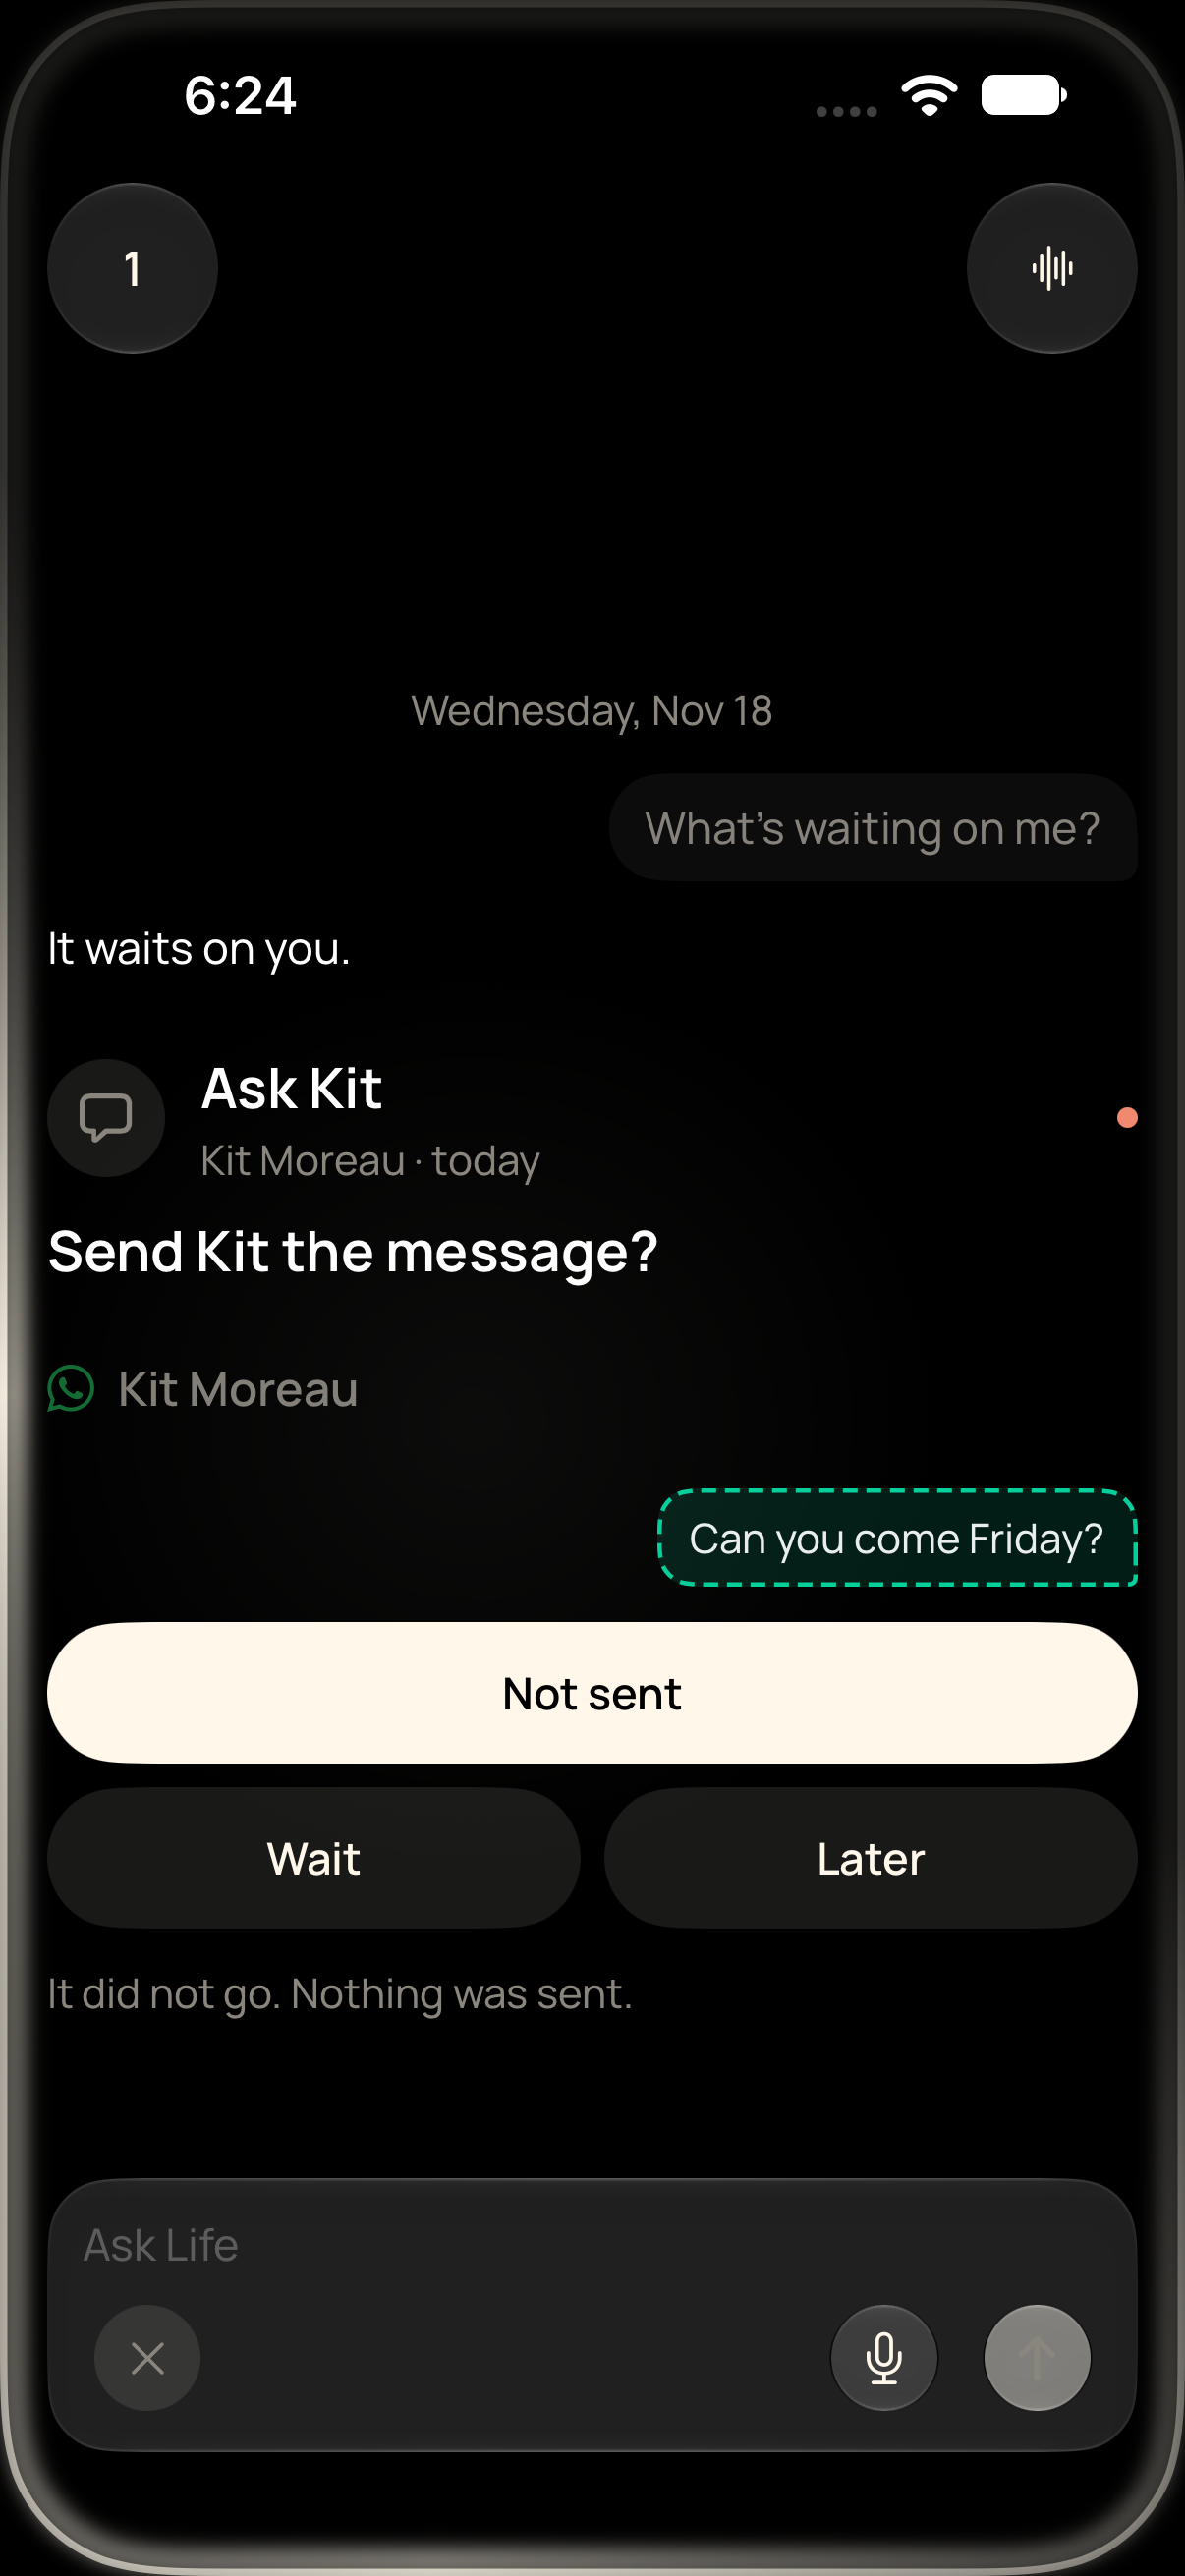 6:24
1
Wednesday, Nov 18
What’s waiting on me?
It waits on you.
Ask Kit
Kit Moreau · today
Send Kit the message?
Kit Moreau
Can you come Friday?
Not sent
Wait
Later
It did not go. Nothing was sent.
Ask Life